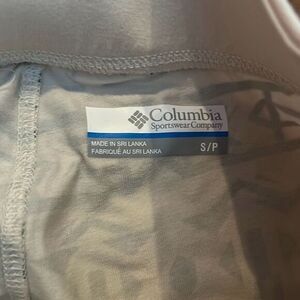 Columbia
Sportswear Company
MADE IN SRI LANKA
FABRIQUÉ AU SRI LANKA
S/P